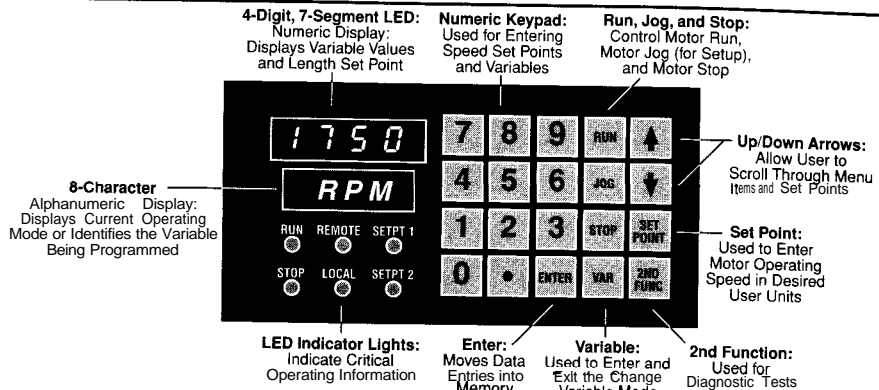 4-Digit, 7-Segment LED:
Numeric Display:
Displays Variable Values
and Length Set Point
Numeric Keypad:
Used for Entering
Speed Set Points
and Variables
Run, Jog, and Stop:
Control Motor Run,
Motor Jog (for Setup),
and Motor Stop
1750
RPM
RUN REMOTE SETPT 1
STOP LOCAL SETPT 2
7 8 9 RUN
4 5 6 JOG
1 2 3 STOP SET POINT
0 • ENTER VAR 2ND FUNC
8-Character
Alphanumeric Display:
Displays Current Operating
Mode or Identifies the Variable
Being Programmed
Up/Down Arrows:
Allow User to
Scroll Through Menu
Items and Set Points
Set Point:
Used to Enter
Motor Operating
Speed in Desired
User Units
LED Indicator Lights:
Indicate Critical
Operating Information
Enter:
Moves Data
Entries into
Memory
Variable:
Used to Enter and
Exit the Change
Variable Mode
2nd Function:
Used for
Diagnostic Tests